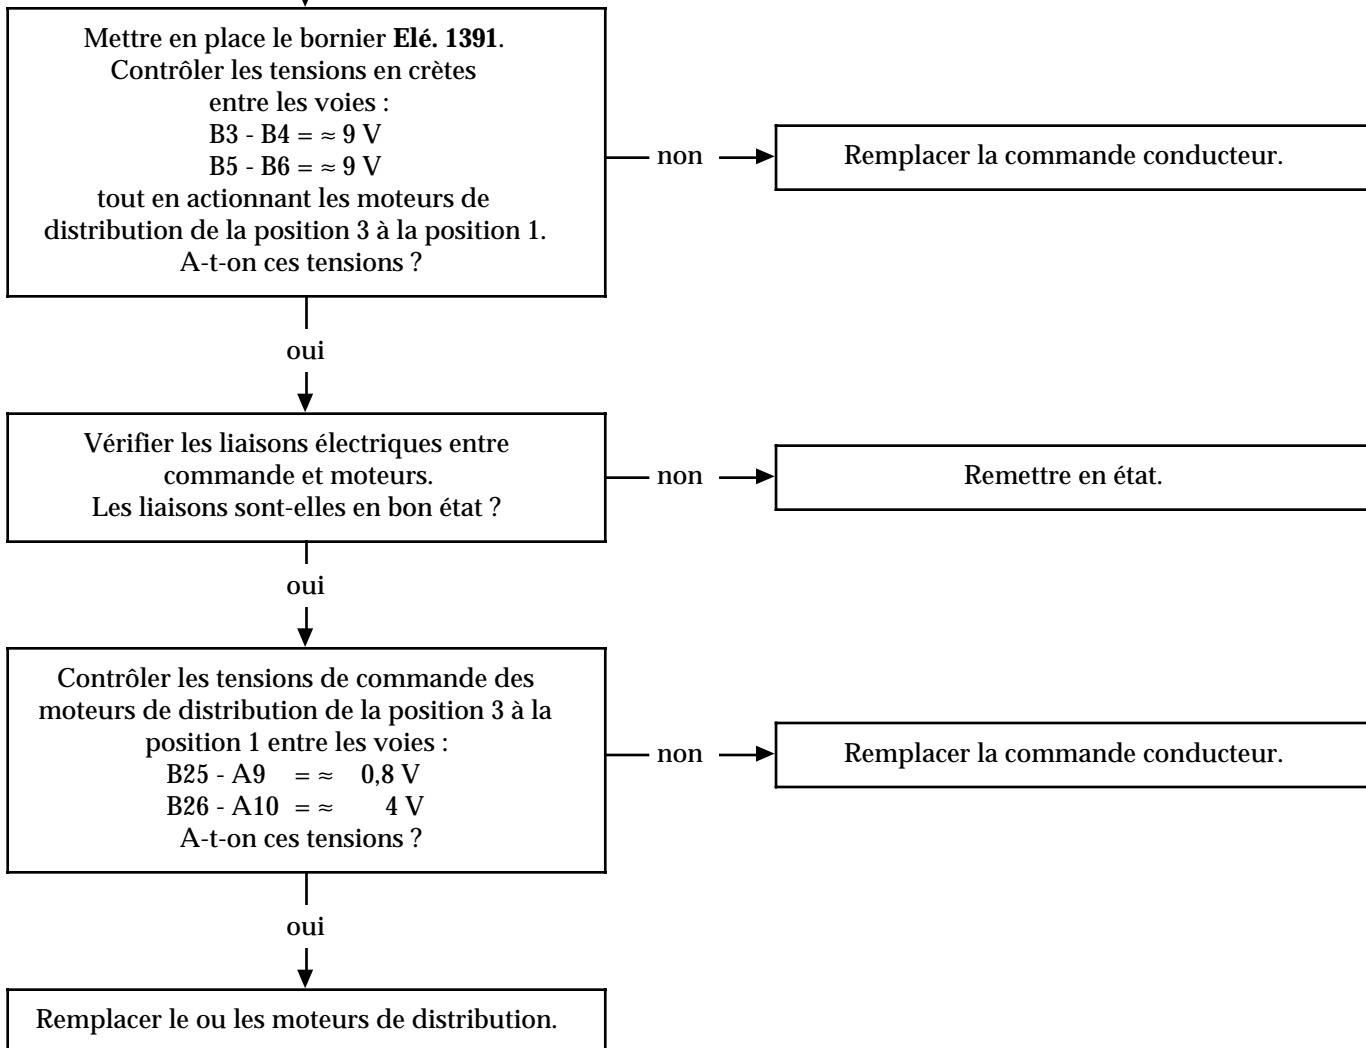 Mettre en place le bornier Elé. 1391.
Contrôler les tensions en crètes
entre les voies :
B3 - B4 = ≈ 9 V
B5 - B6 = ≈ 9 V
tout en actionnant les moteurs de
distribution de la position 3 à la position 1.
A-t-on ces tensions ?
non
Remplacer la commande conducteur.
oui
Vérifier les liaisons électriques entre
commande et moteurs.
Les liaisons sont-elles en bon état ?
non
Remettre en état.
oui
Contrôler les tensions de commande des
moteurs de distribution de la position 3 à la
position 1 entre les voies :
B25 - A9 = ≈ 0,8 V
B26 - A10 = ≈ 4 V
A-t-on ces tensions ?
non
Remplacer la commande conducteur.
oui
Remplacer le ou les moteurs de distribution.